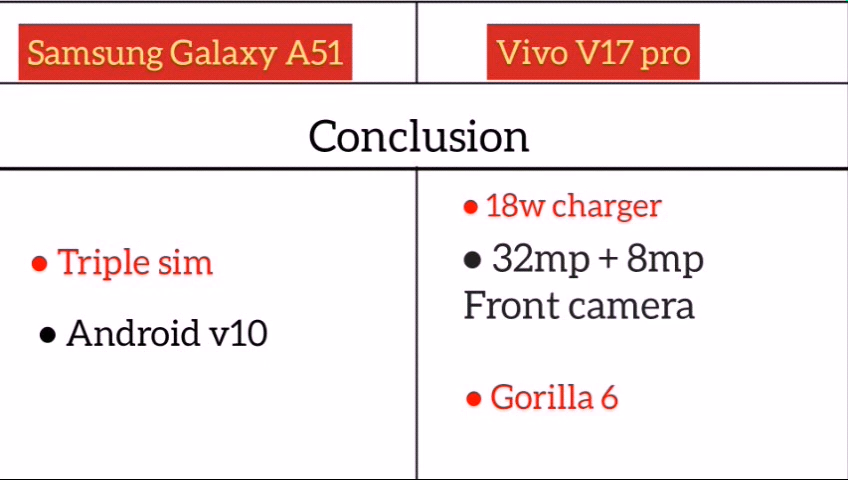 Samsung Galaxy A51
Vivo V17 pro
Conclusion
• Triple sim
• Android v10
• 18w charger
• 32mp + 8mp
Front camera
• Gorilla 6